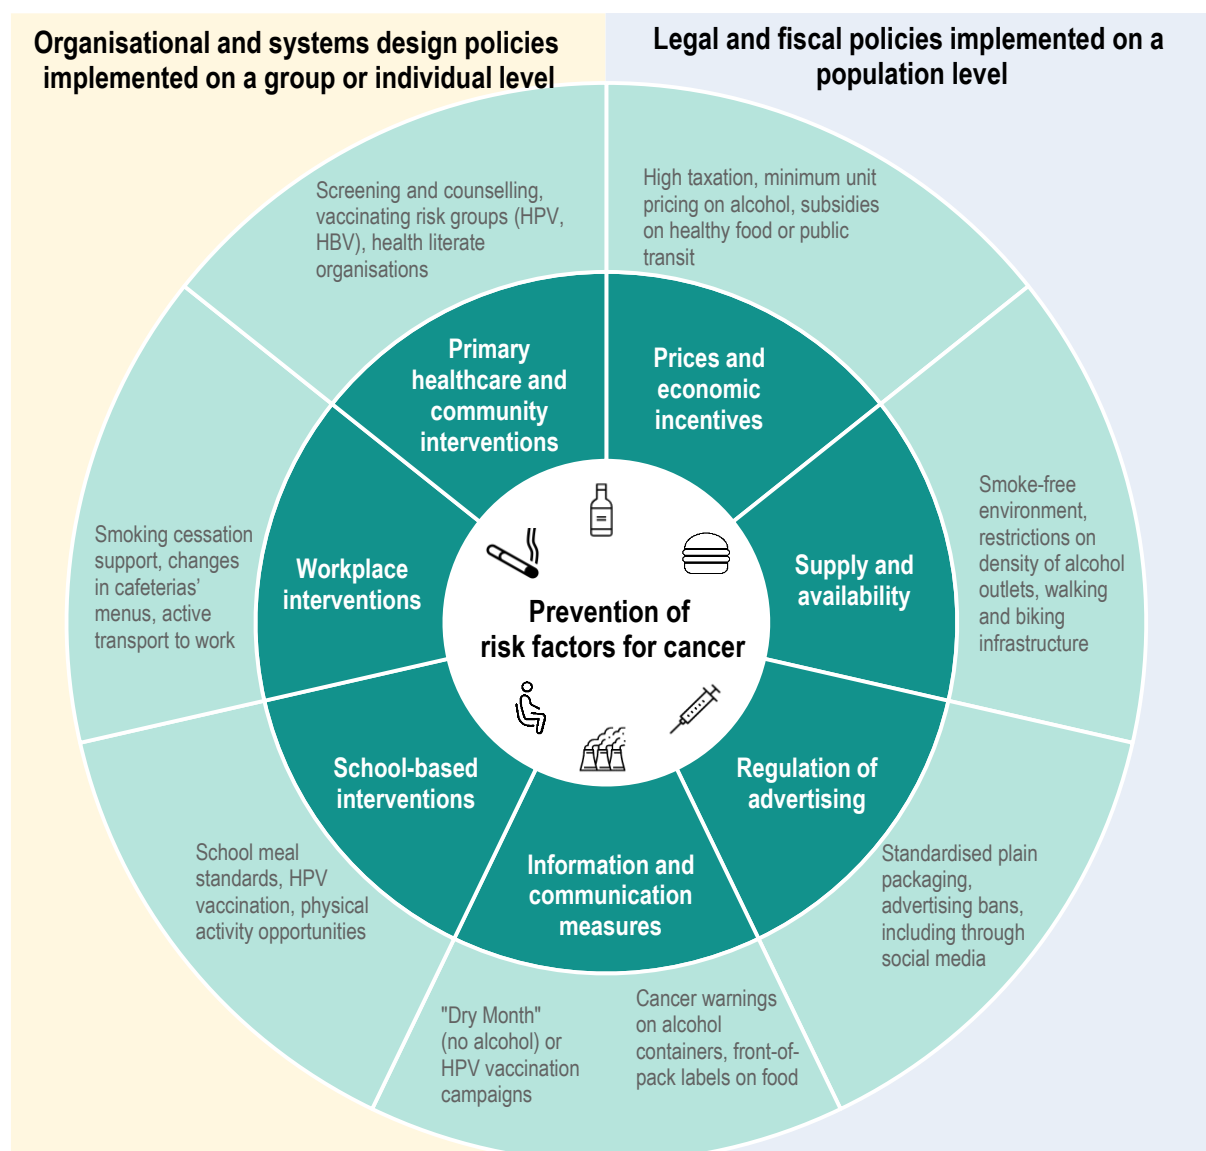 Organisational and systems design policies
implemented on a group or individual level
Legal and fiscal policies implemented on a
population level
Screening and counselling,
vaccinating risk groups (HPV,
HBV), health literate
organisations
High taxation, minimum unit
pricing on alcohol, subsidies
on healthy food or public
transit
Primary
healthcare and
community
interventions
Prices and
economic
incentives
Smoking cessation
support, changes
in cafeterias’
menus, active
transport to work
Workplace
interventions
Supply and
availability
Smoke-free
environment,
restrictions on
density of alcohol
outlets, walking
and biking
infrastructure
Prevention of
risk factors for cancer
School-based
interventions
Regulation of
advertising
School meal
standards, HPV
vaccination, physical
activity opportunities
Information and
communication
measures
Standardised plain
packaging,
advertising bans,
including through
social media
"Dry Month"
(no alcohol) or
HPV vaccination
campaigns
Cancer warnings
on alcohol
containers, front-of-
pack labels on food